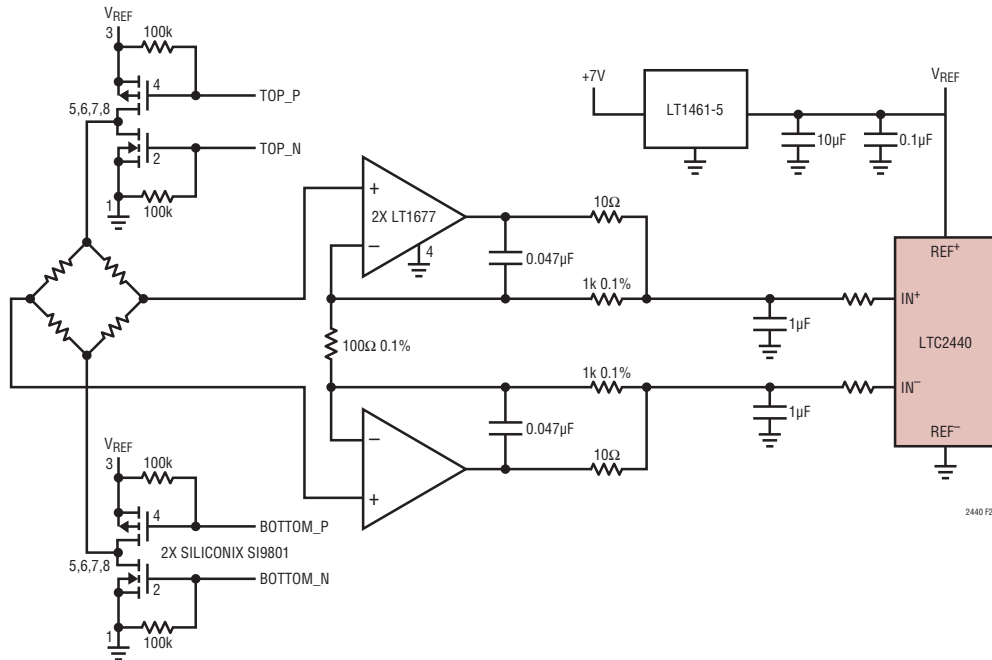 VREF
3
100k
4
TOP_P
5,6,7,8
TOP_N
2
1
100k
+7V
LT1461-5
VREF
10µF
0.1µF
+
2X LT1677
−
4
10Ω
0.047µF
1k 0.1%
100Ω 0.1%
1k 0.1%
−
0.047µF
10Ω
+
1µF
1µF
REF+
IN+
LTC2440
IN−
REF−
VREF
3
100k
4
BOTTOM_P
2X SILICONIX SI9801
5,6,7,8
BOTTOM_N
2
1
100k